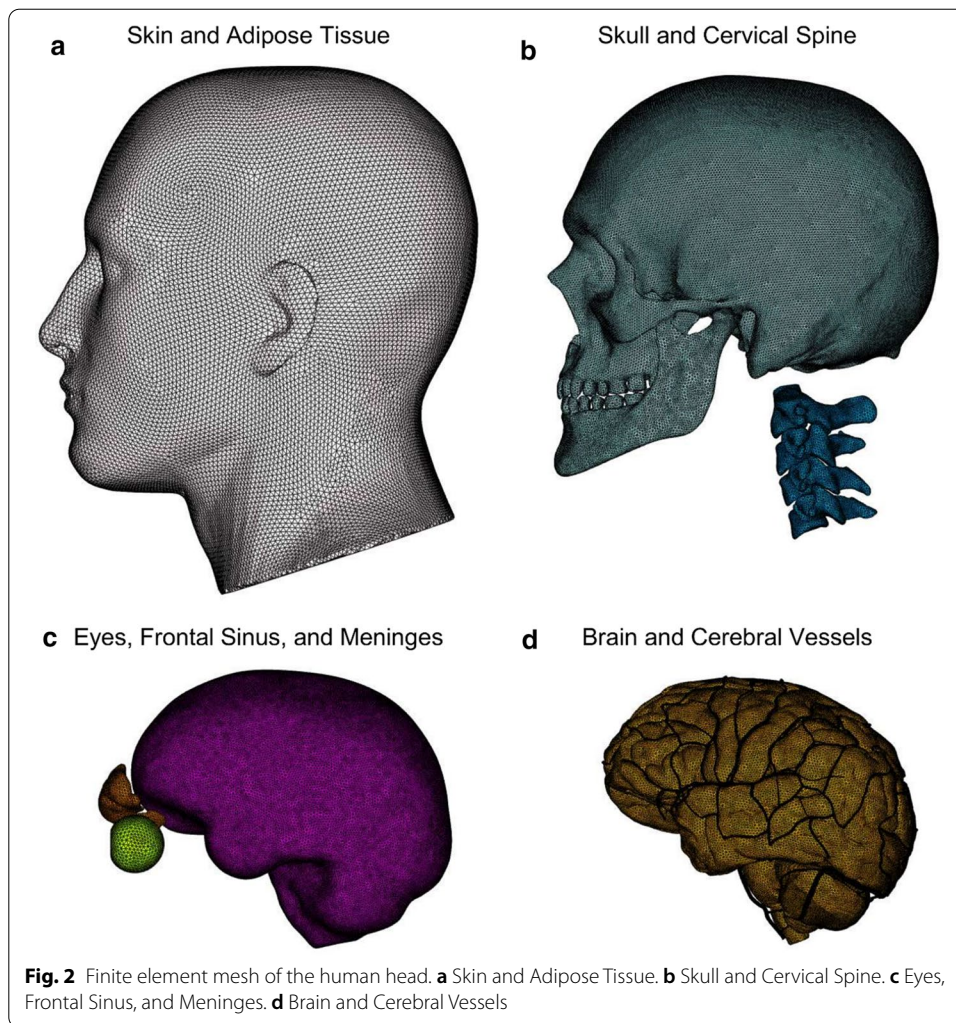 a Skin and Adipose Tissue
b Skull and Cervical Spine
c Eyes, Frontal Sinus, and Meninges
d Brain and Cerebral Vessels
Fig. 2 Finite element mesh of the human head. a Skin and Adipose Tissue. b Skull and Cervical Spine. c Eyes,
Frontal Sinus, and Meninges. d Brain and Cerebral Vessels